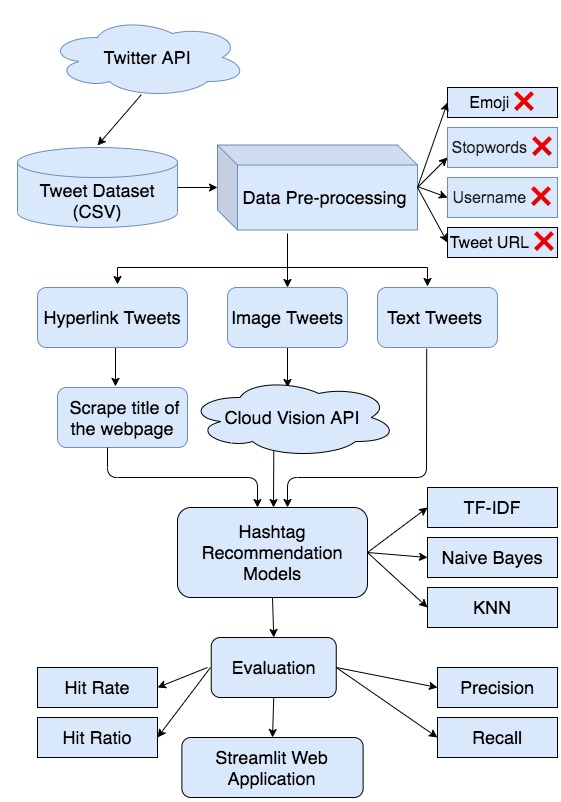 Twitter API
Emoji
Stopwords
Username
Tweet URL
Tweet Dataset
(CSV)
Data Pre-processing
Hyperlink Tweets
Image Tweets
Text Tweets
Scrape title of
the webpage
Cloud Vision API
Hashtag
Recommendation
Models
TF-IDF
Naive Bayes
KNN
Evaluation
Hit Rate
Hit Ratio
Precision
Recall
Streamlit Web
Application